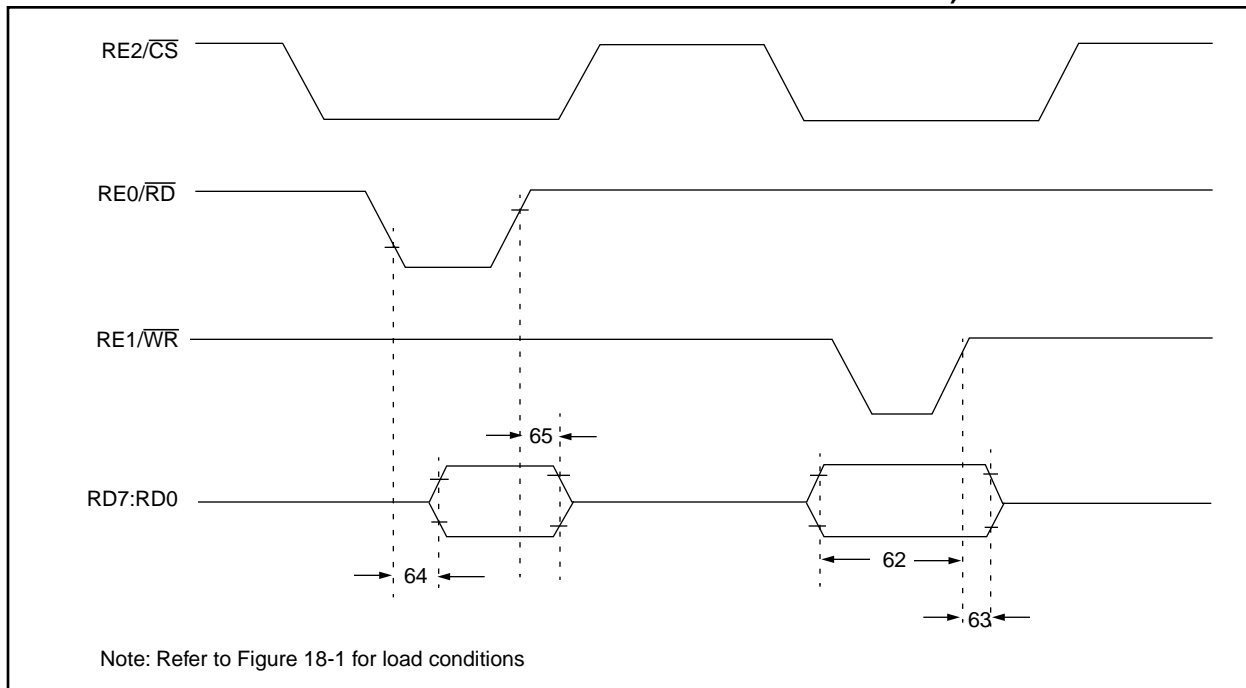 RE2/CS
RE0/RD
RE1/WR
65
RD7:RD0
62
64
63
Note: Refer to Figure 18-1 for load conditions